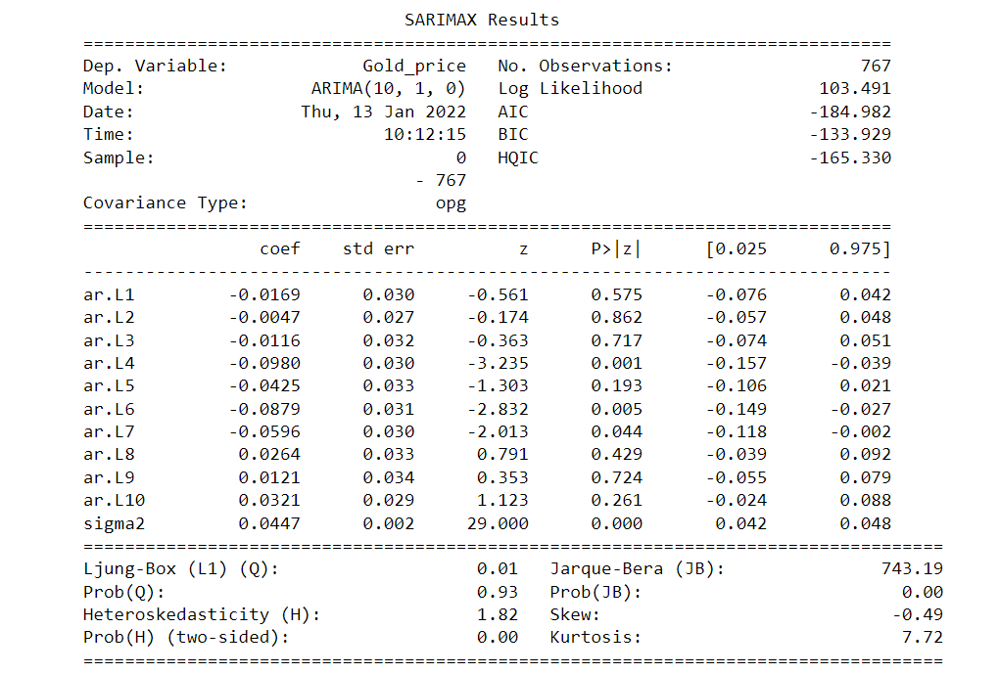 SARIMAX Results
==============================================================================
Dep. Variable:             Gold_price   No. Observations:                  767
Model:                ARIMA(10, 1, 0)   Log Likelihood                 103.491
Date:                Thu, 13 Jan 2022   AIC                           -184.982
Time:                        10:12:15   BIC                           -133.929
Sample:                             0   HQIC                          -165.330
                                - 767
Covariance Type:                  opg
==============================================================================
                 coef    std err          z      P>|z|      [0.025      0.975]
------------------------------------------------------------------------------
ar.L1         -0.0169      0.030     -0.561      0.575      -0.076       0.042
ar.L2         -0.0047      0.027     -0.174      0.862      -0.057       0.048
ar.L3         -0.0116      0.032     -0.363      0.717      -0.074       0.051
ar.L4         -0.0980      0.030     -3.235      0.001      -0.157      -0.039
ar.L5         -0.0425      0.033     -1.303      0.193      -0.106       0.021
ar.L6         -0.0879      0.031     -2.832      0.005      -0.149      -0.027
ar.L7         -0.0596      0.030     -2.013      0.044      -0.118      -0.002
ar.L8          0.0264      0.033      0.791      0.429      -0.039       0.092
ar.L9          0.0121      0.034      0.353      0.724      -0.055       0.079
ar.L10         0.0321      0.029      1.123      0.261      -0.024       0.088
sigma2         0.0447      0.002     29.000      0.000       0.042       0.048
===================================================================================
Ljung-Box (L1) (Q):                   0.01   Jarque-Bera (JB):               743.19
Prob(Q):                              0.93   Prob(JB):                         0.00
Heteroskedasticity (H):               1.82   Skew:                            -0.49
Prob(H) (two-sided):                  0.00   Kurtosis:                         7.72
===================================================================================